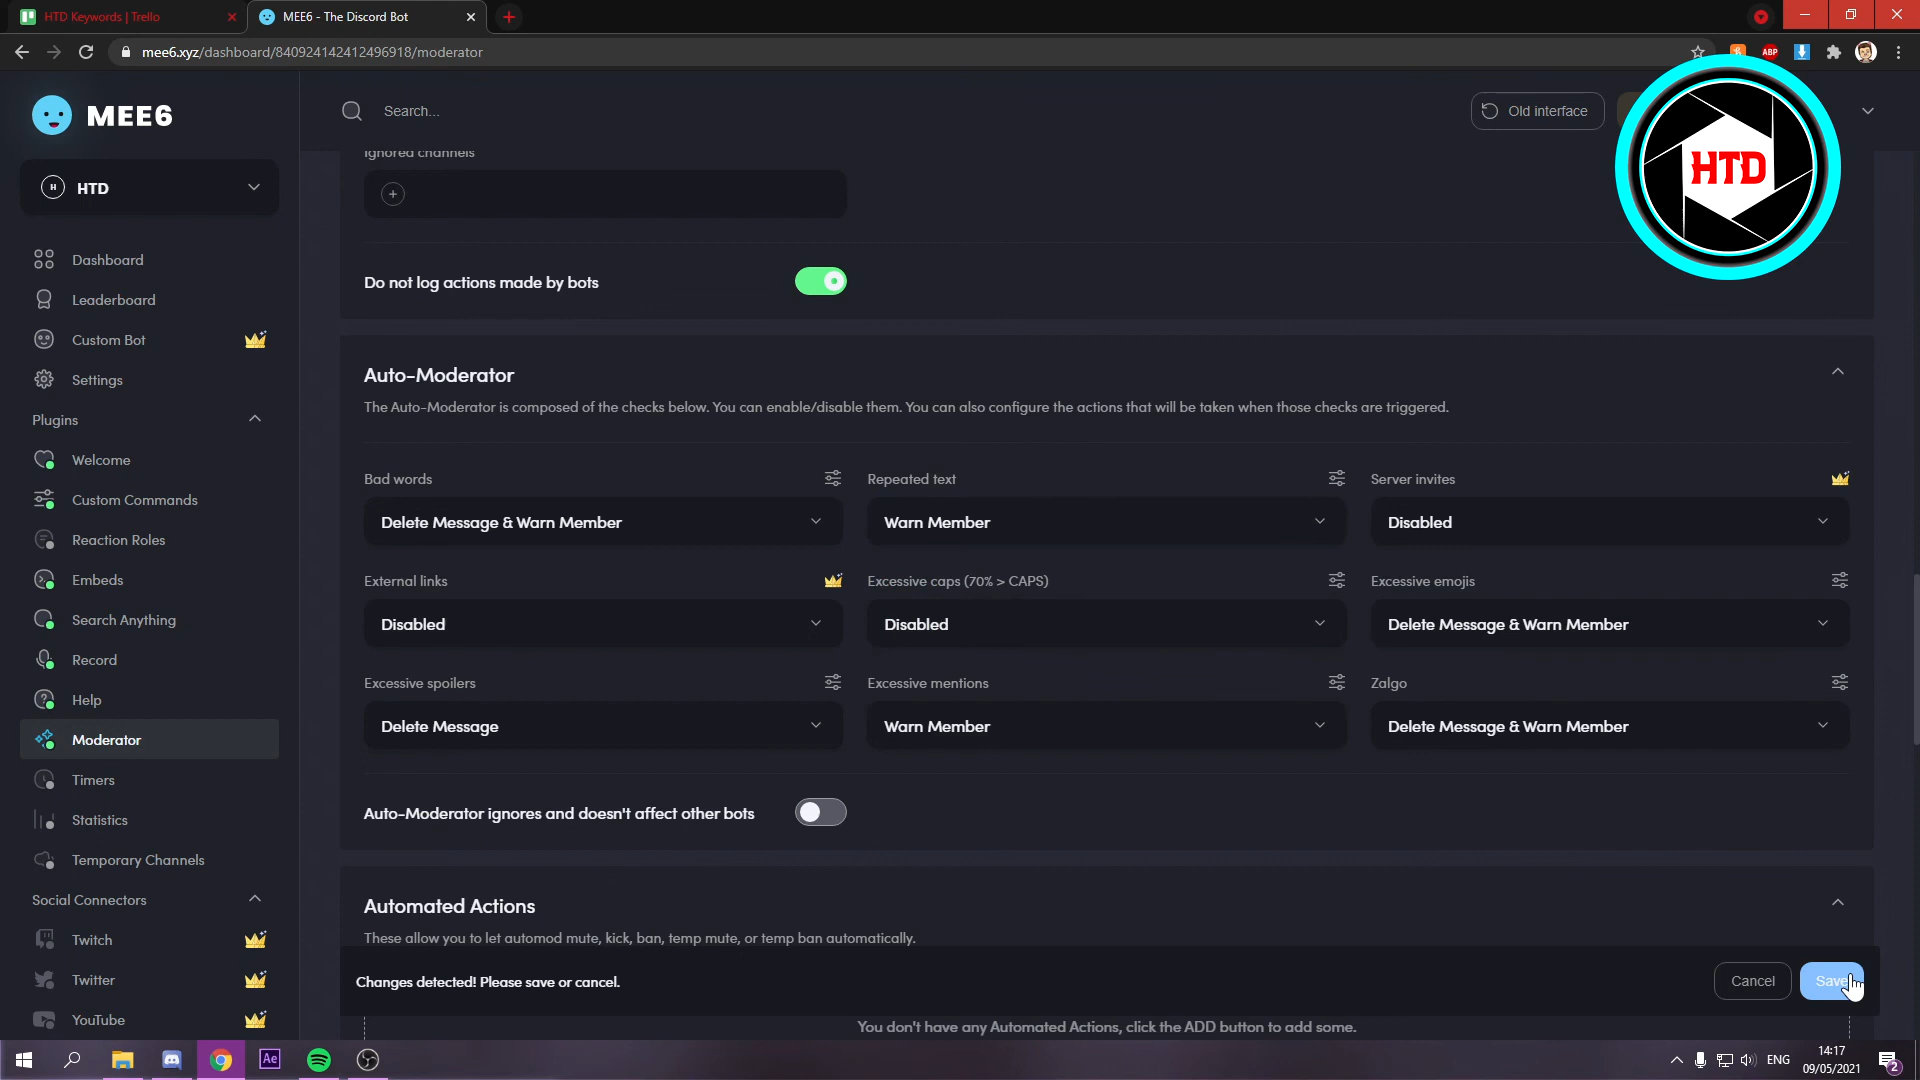 HTD Keywords | Trello
MEE6 - The Discord Bot
mee6.xyz/dashboard/840924142412496918/moderator
ABP
MEE6
Search...
Old interface
HTD
H HTD
Ignored channels
Dashboard
Do not log actions made by bots
Leaderboard
Custom Bot
Settings
Auto-Moderator
The Auto-Moderator is composed of the checks below. You can enable/disable them. You can also configure the actions that will be taken when those checks are triggered.
Plugins
Welcome
Bad words
Repeated text
Server invites
Custom Commands
Delete Message & Warn Member
Warn Member
Disabled
Reaction Roles
Embeds
External links
Excessive caps (70% > CAPS)
Excessive emojis
Search Anything
Disabled
Disabled
Delete Message & Warn Member
Record
Help
Excessive spoilers
Excessive mentions
Zalgo
Moderator
Delete Message
Warn Member
Delete Message & Warn Member
Timers
Statistics
Auto-Moderator ignores and doesn't affect other bots
Temporary Channels
Social Connectors
Automated Actions
Twitch
These allow you to let automod mute, kick, ban, temp mute, or temp ban automatically.
Twitter
Changes detected! Please save or cancel.
Cancel
Save
YouTube
You don't have any Automated Actions, click the ADD button to add some.
Ae
ENG
14:17
09/05/2021
2